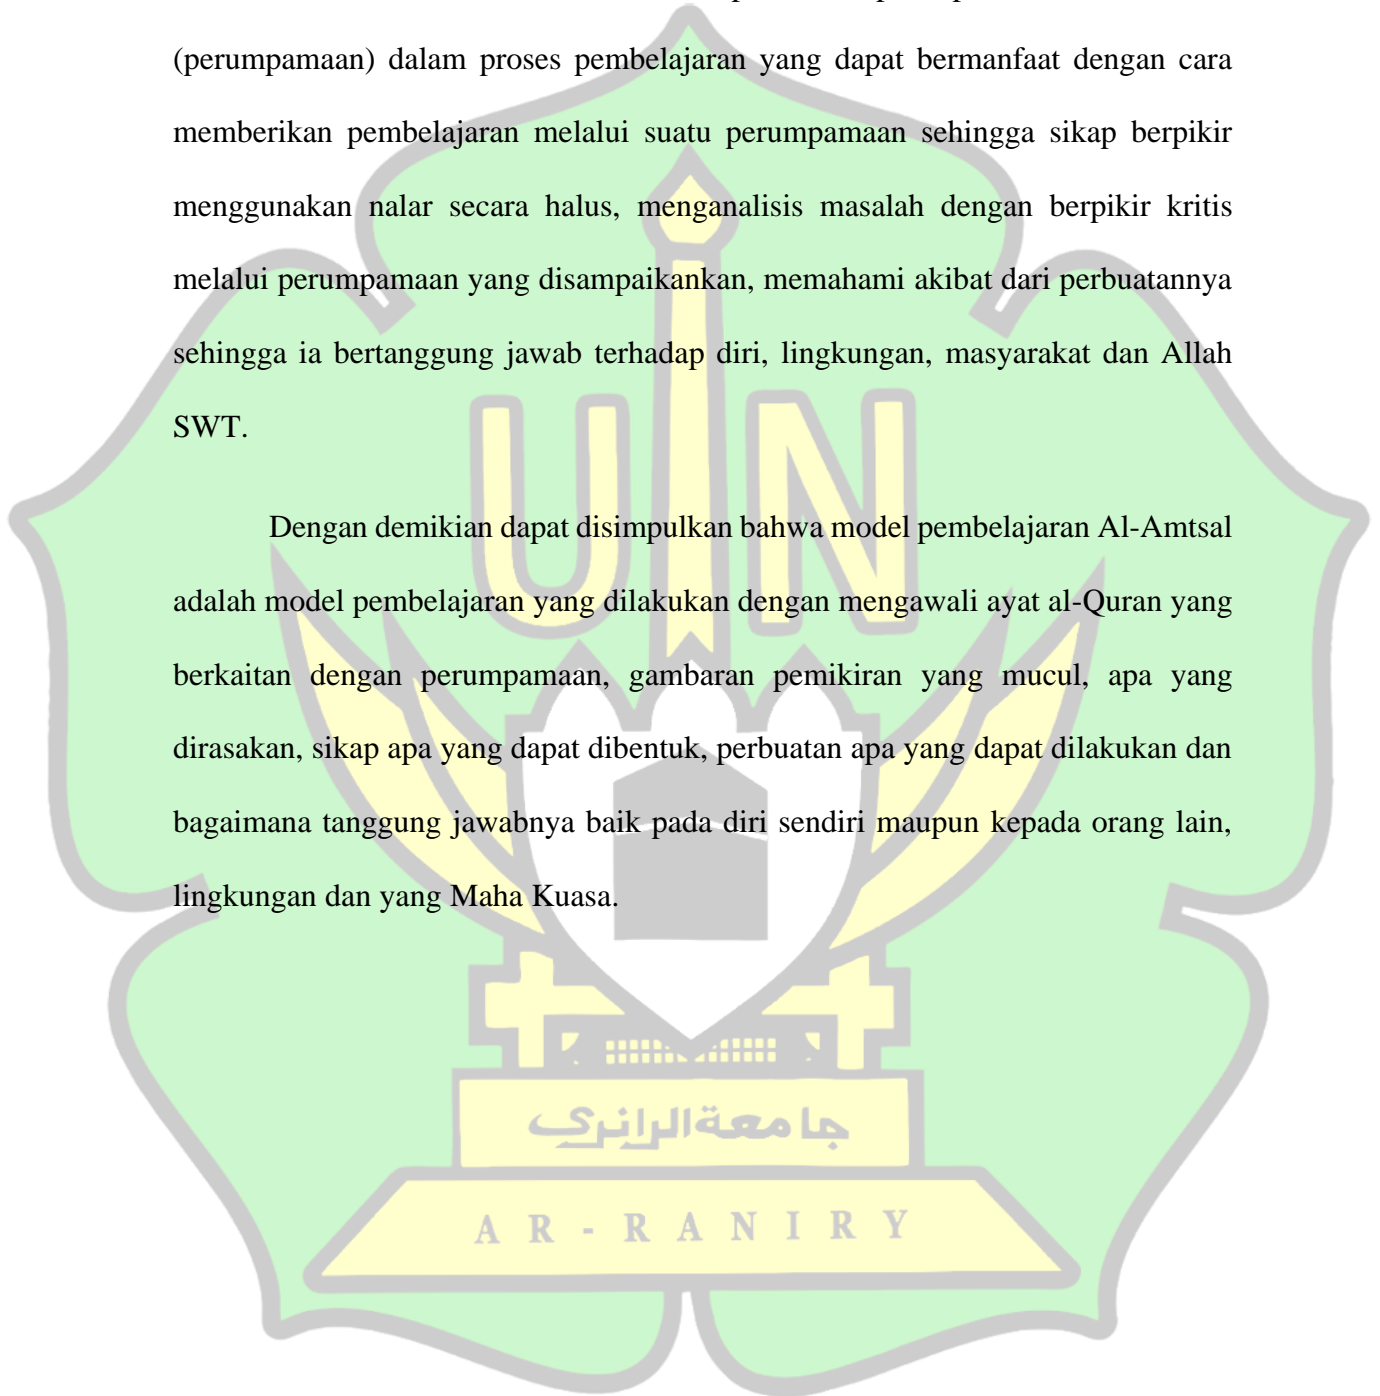 (perumpamaan) dalam proses pembelajaran yang dapat bermanfaat dengan cara
memberikan pembelajaran melalui suatu perumpamaan sehingga sikap berpikir
menggunakan nalar secara halus, menganalisis masalah dengan berpikir kritis
melalui perumpamaan yang disampaikankan, memahami akibat dari perbuatannya
sehingga ia bertanggung jawab terhadap diri, lingkungan, masyarakat dan Allah
SWT.
Dengan demikian dapat disimpulkan bahwa model pembelajaran Al-Amtsal
adalah model pembelajaran yang dilakukan dengan mengawali ayat al-Quran yang
berkaitan dengan perumpamaan, gambaran pemikiran yang mucul, apa yang
dirasakan, sikap apa yang dapat dibentuk, perbuatan apa yang dapat dilakukan dan
bagaimana tanggung jawabnya baik pada diri sendiri maupun kepada orang lain,
lingkungan dan yang Maha Kuasa.
UIN
جامعة الرانري
AR-RANIRY